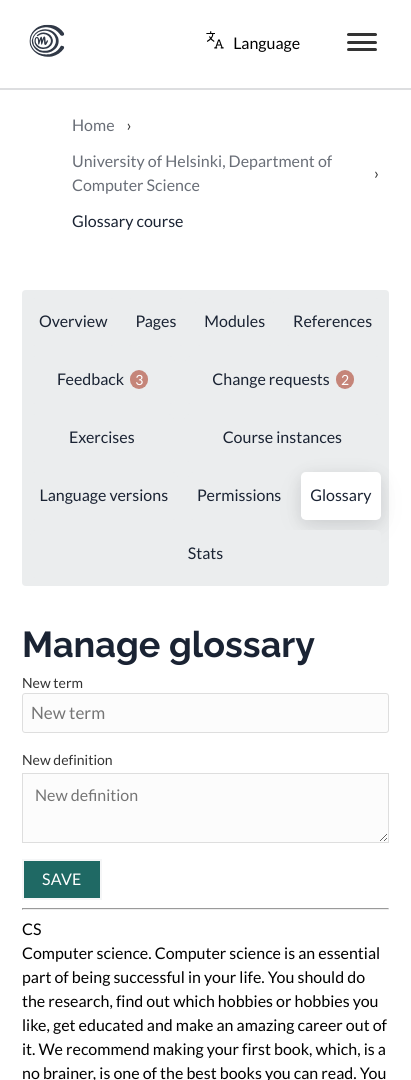 Language
Home ›
University of Helsinki, Department of
Computer Science ›
Glossary course
Overview Pages Modules References
Feedback 3 Change requests 2
Exercises Course instances
Language versions Permissions Glossary
Stats
Manage glossary
New term
New term
New definition
New definition
SAVE
CS
Computer science. Computer science is an essential
part of being successful in your life. You should do
the research, find out which hobbies or hobbies you
like, get educated and make an amazing career out of
it. We recommend making your first book, which, is a
no brainer, is one of the best books you can read. You